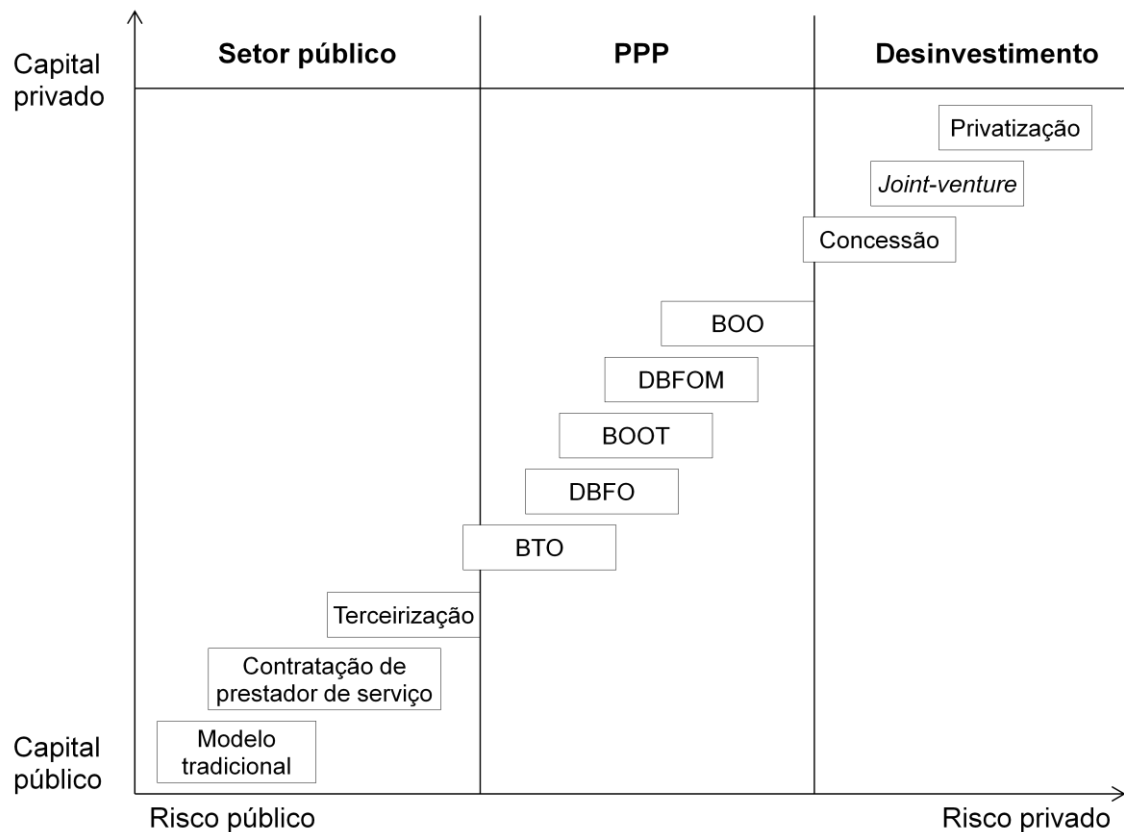 Capital
privado
Setor público
PPP
Desinvestimento
Privatização
Joint-venture
Concessão
BOO
DBFOM
BOOT
DBFO
BTO
Terceirização
Contratação de
prestador de serviço
Modelo
tradicional
Capital
público
Risco público
Risco privado